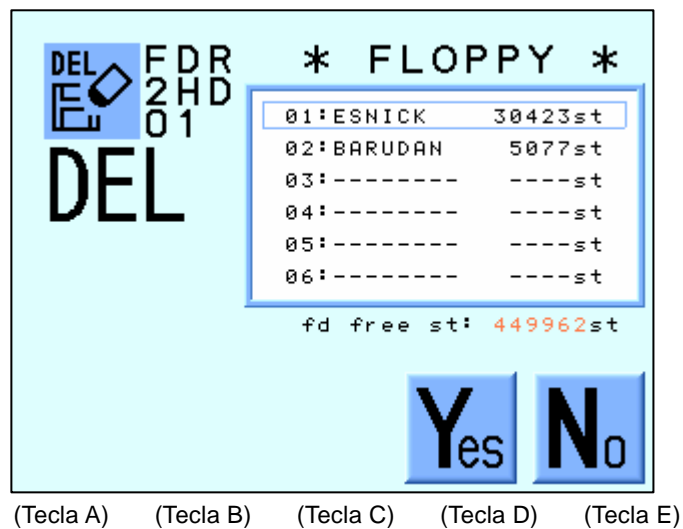 DEL
FDR
2HD
01
DEL
* FLOPPY *
01:ESNICK 30423st
02:BARUDAN 5077st
03:-------- ----st
04:-------- ----st
05:-------- ----st
06:-------- ----st
fd free st: 449962st
Yes No
(Tecla A) (Tecla B) (Tecla C) (Tecla D) (Tecla E)